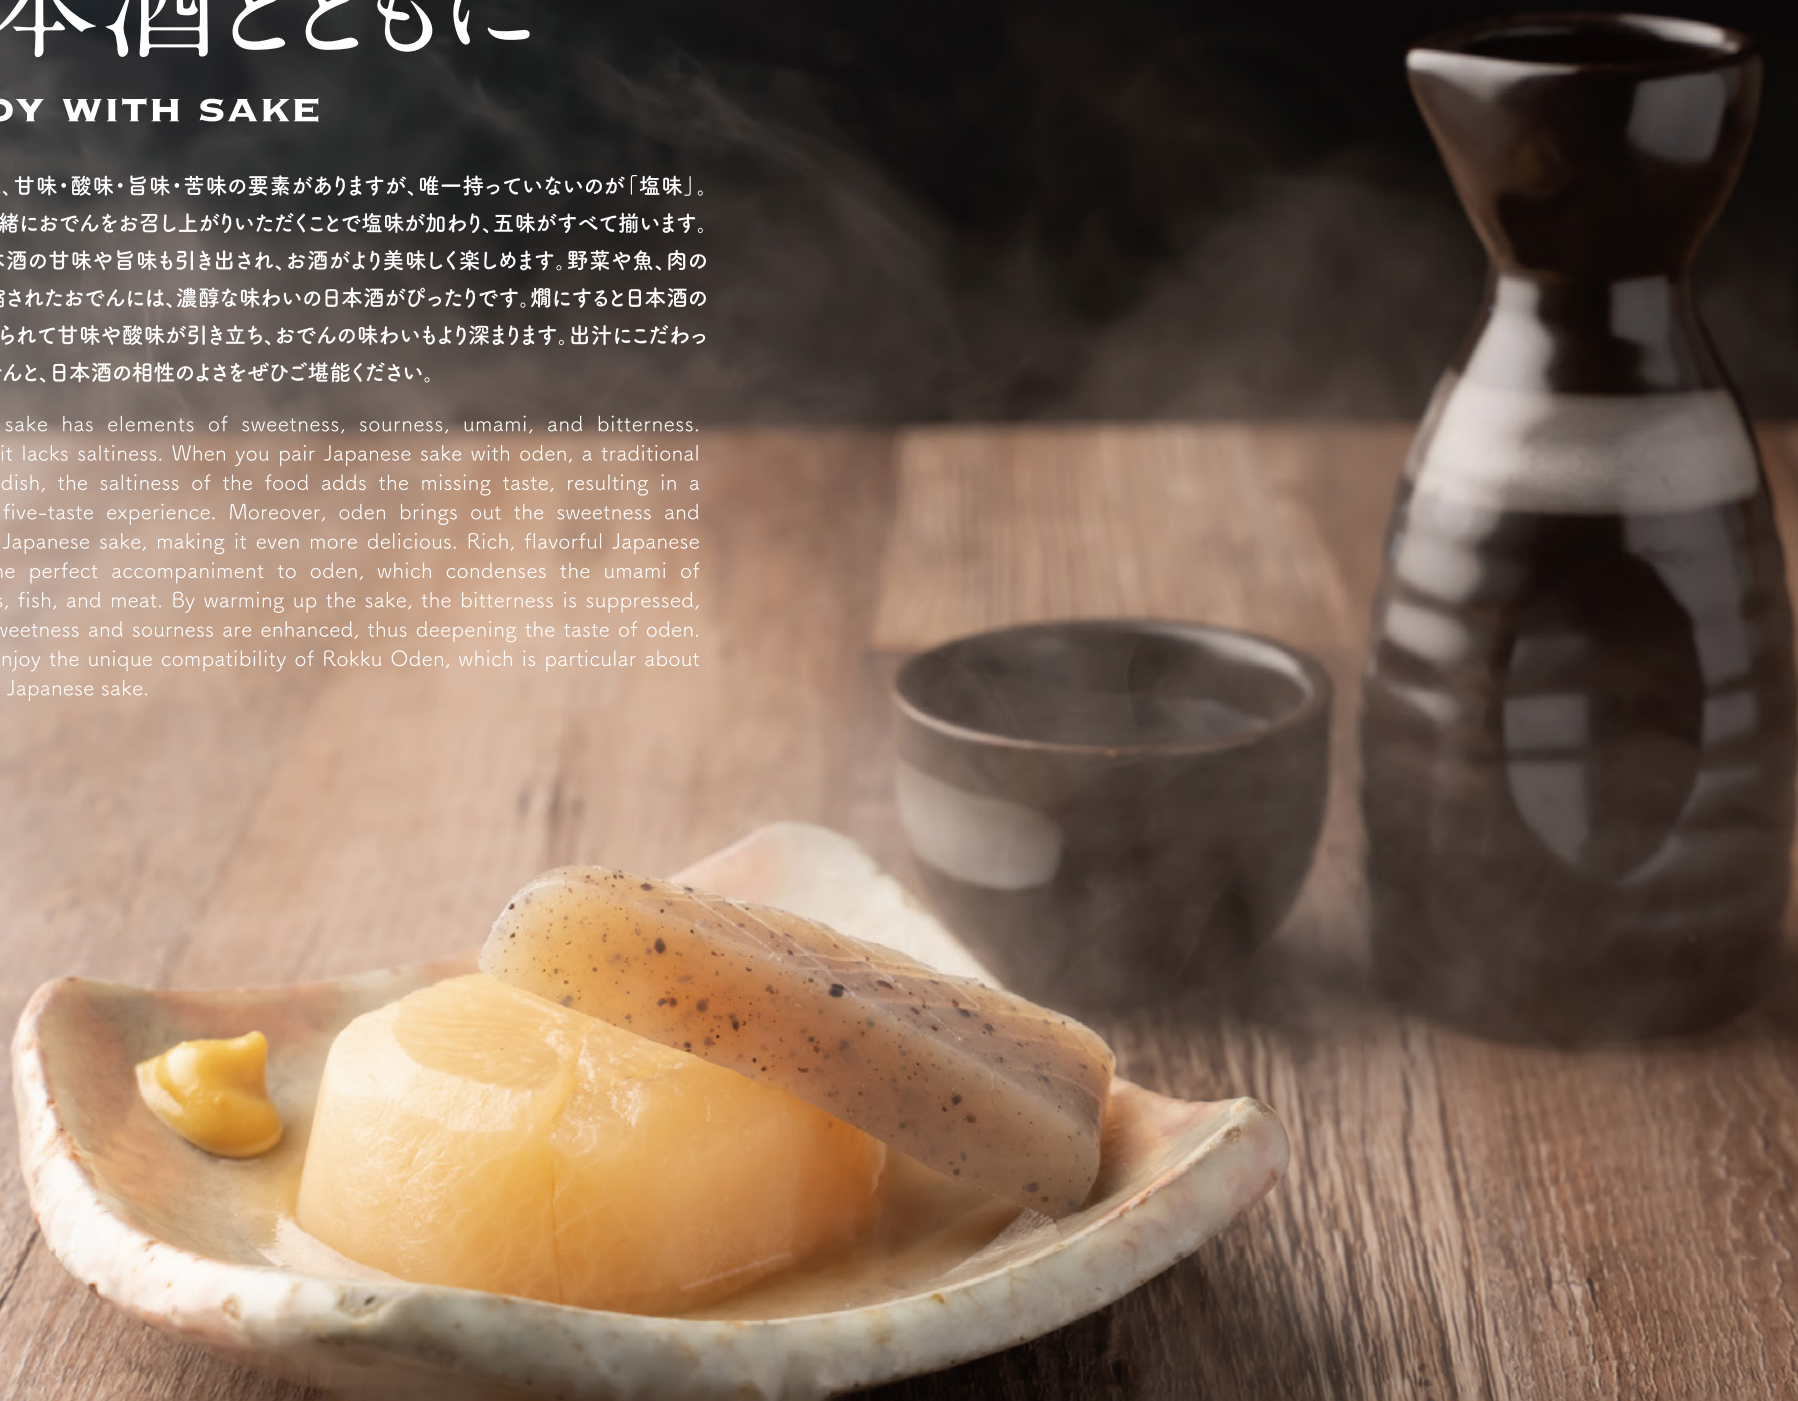 本酒とともに
DY WITH SAKE
、甘味・酸味・旨味・苦味の要素がありますが、唯一持っていないのが「塩味」。
緒におでんをお召し上がりいただくことで塩味が加わり、五味がすべて揃います。
酒の甘味や旨味も引き出され、お酒がより美味しく楽しめます。野菜や魚、肉の
されたおでんには、濃醇な味わいの日本酒がぴったりです。燗にすると日本酒の
られて甘味や酸味が引き立ち、おでんの味わいもより深まります。出汁にこだわっ
んと、日本酒の相性のよさをぜひご堪能ください。
sake has elements of sweetness, sourness, umami, and bitterness.
it lacks saltiness. When you pair Japanese sake with oden, a traditional
dish, the saltiness of the food adds the missing taste, resulting in a
five-taste experience. Moreover, oden brings out the sweetness and
Japanese sake, making it even more delicious. Rich, flavorful Japanese
he perfect accompaniment to oden, which condenses the umami of
s, fish, and meat. By warming up the sake, the bitterness is suppressed,
weetness and sourness are enhanced, thus deepening the taste of oden.
njoy the unique compatibility of Rokku Oden, which is particular about
Japanese sake.